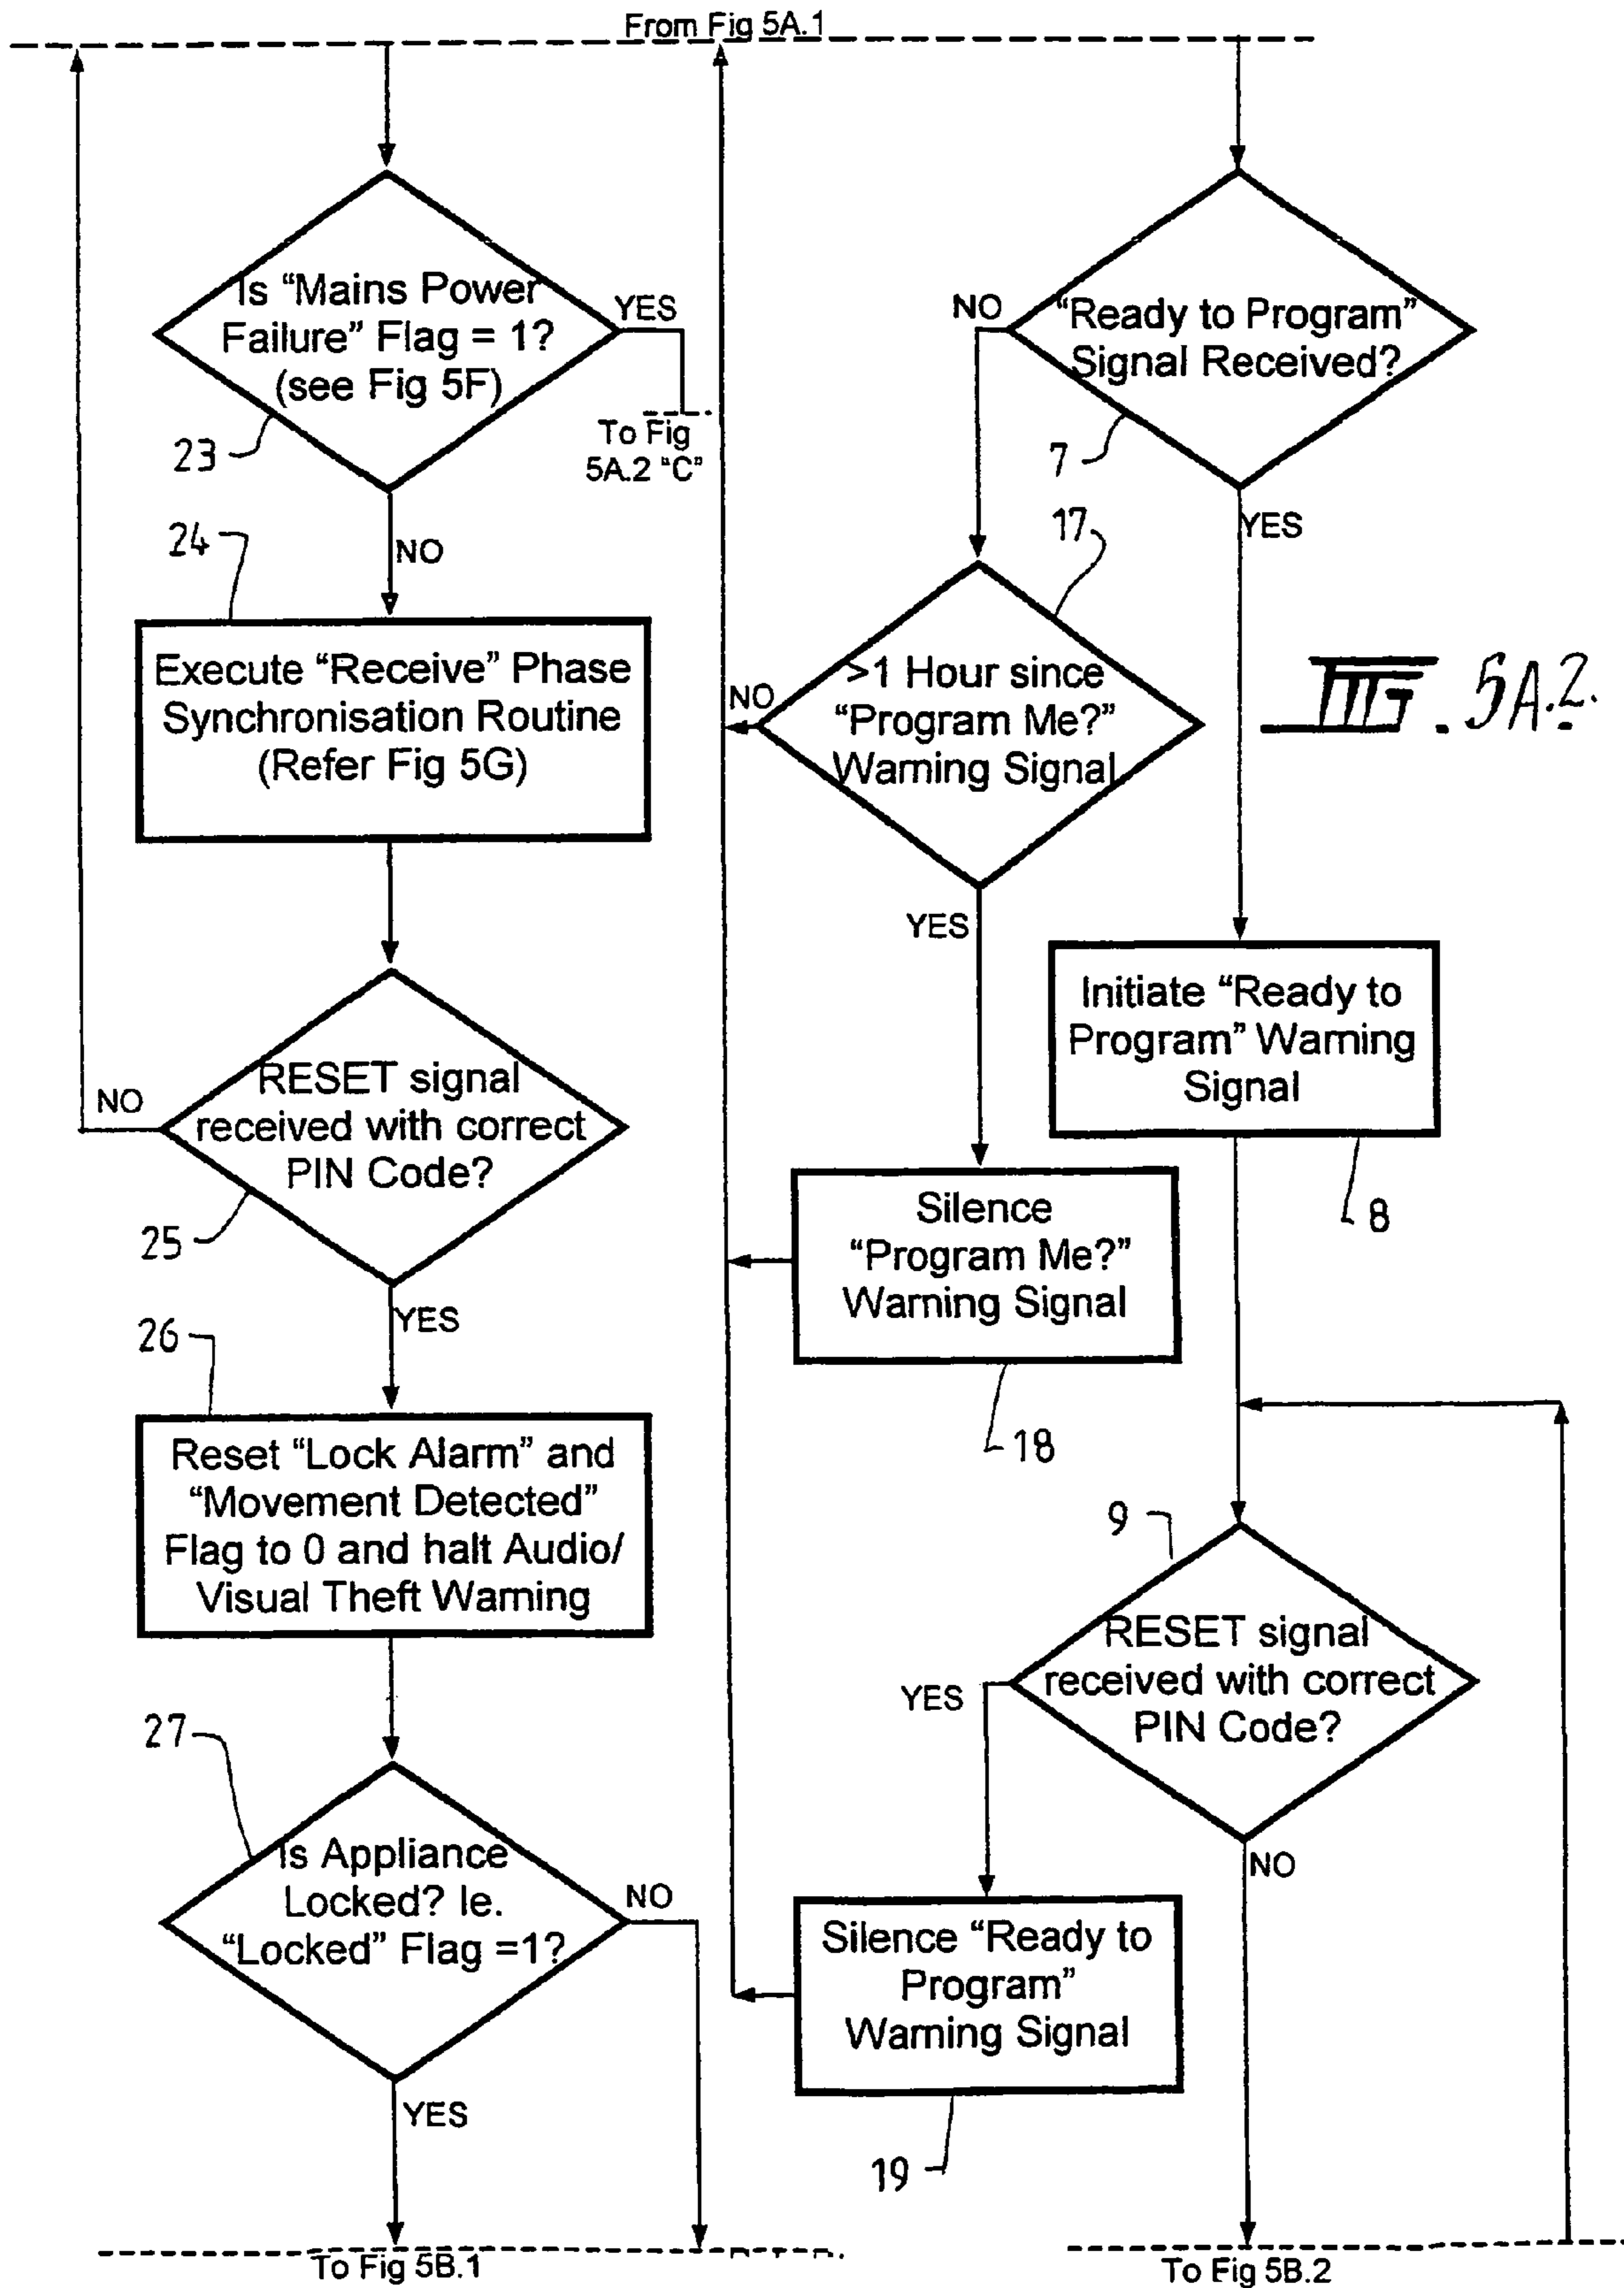 From Fig 5A.1
Is “Mains Power
Failure” Flag = 1?
(see Fig 5F)
YES
To Fig
5A.2 “C”
23
NO
24
Execute “Receive” Phase
Synchronisation Routine
(Refer Fig 5G)
RESET signal
received with correct
PIN Code?
NO
25
YES
26
Reset “Lock Alarm” and
“Movement Detected”
Flag to 0 and halt Audio/
Visual Theft Warning
27
Is Appliance
Locked? Ie.
“Locked” Flag =1?
NO
YES
To Fig 5B.1
“Ready to Program”
Signal Received?
NO
7
YES
17
>1 Hour since
“Program Me?”
Warning Signal
NO
YES
FIG. 5A.2.
Initiate “Ready to
Program” Warning
Signal
8
Silence
“Program Me?”
Warning Signal
18
9
RESET signal
received with correct
PIN Code?
YES
NO
Silence “Ready to
Program”
Warning Signal
19
To Fig 5B.2